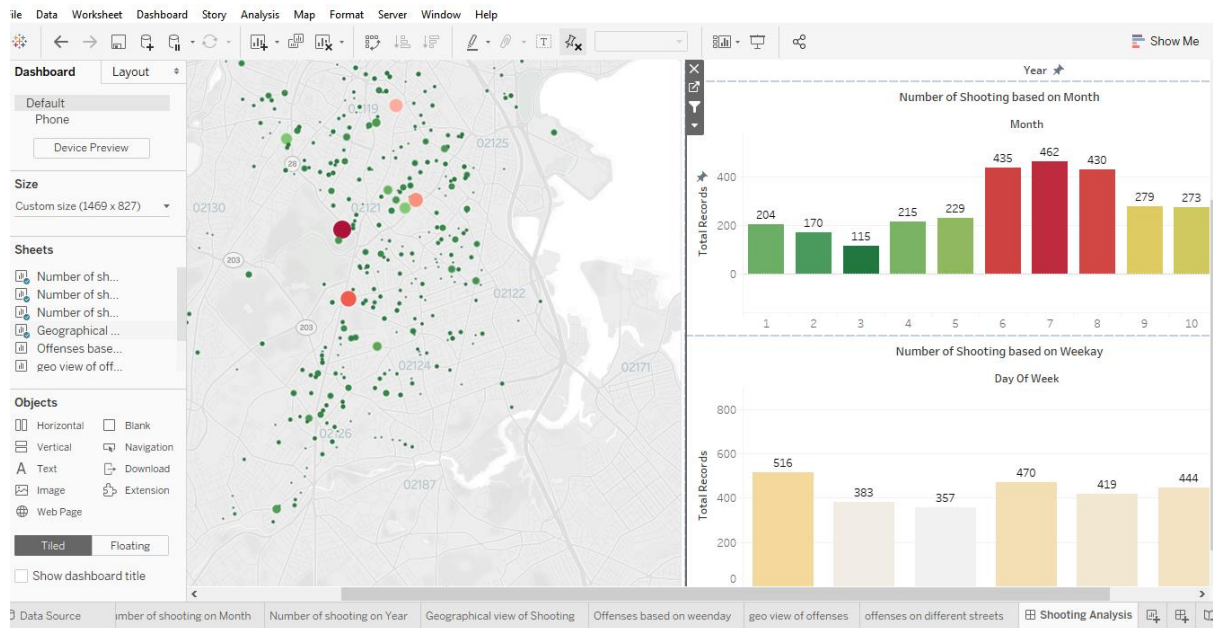 ile Data Worksheet Dashboard Story Analysis Map Format Server Window Help
Show Me
Dashboard Layout
Default
Phone
Device Preview
Size
Custom size (1469 x 827)
Sheets
Number of sh...
Number of sh...
Number of sh...
Geographical ...
Offenses base...
geo view of off...
Objects
Horizontal Blank
Vertical Navigation
A Text Download
Image Extension
Web Page
Tiled Floating
Show dashboard title
02119
02125
28
02130
02121
203
02122
203
02124
02171
02126
02187
Year
Number of Shooting based on Month
Month
Total Records
400
200
0
204 170 115 215 229 435 462 430 279 273
1 2 3 4 5 6 7 8 9 10
Number of Shooting based on Weekay
Day Of Week
Total Records
800
600
400
200
0
516 383 357 470 419 444
Data Source umber of shooting on Month Number of shooting on Year Geographical view of Shooting Offenses based on weenday geo view of offenses offenses on different streets Shooting Analysis